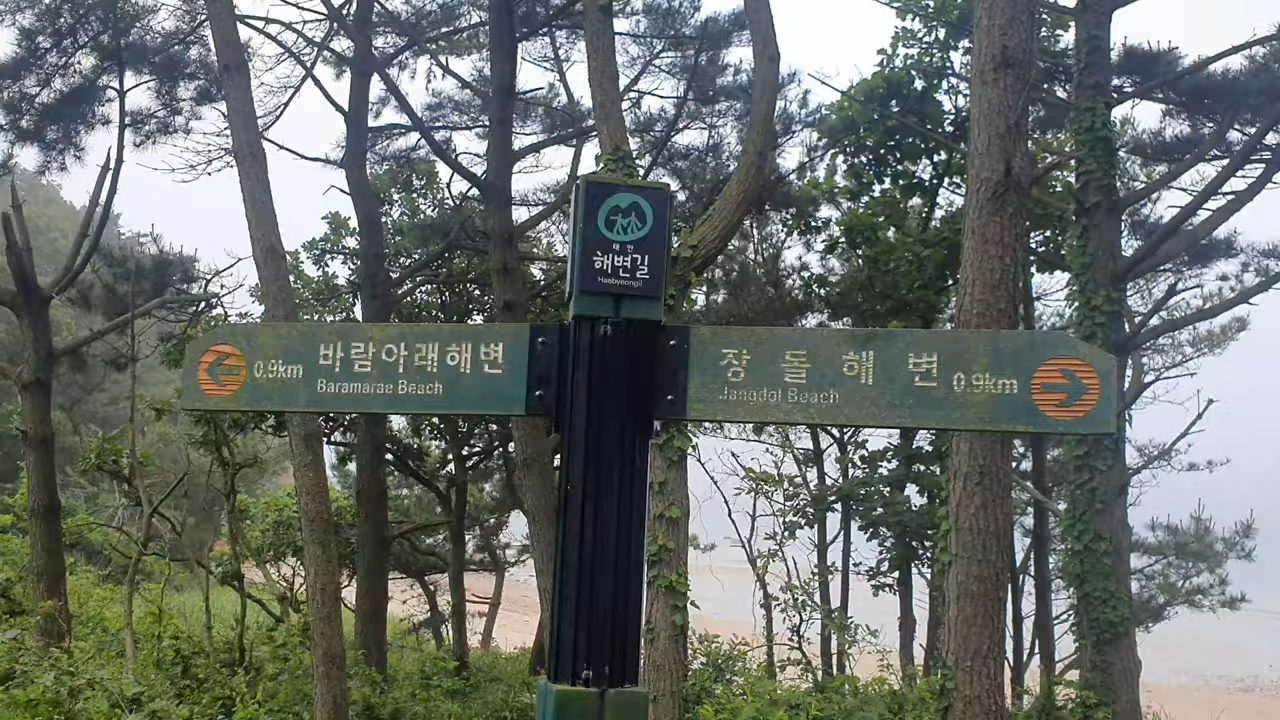 태안
해변길
Haebyeongil
0.9km 바람아래해변
Baramarae Beach
장돌해변 0.9km
Jangdol Beach